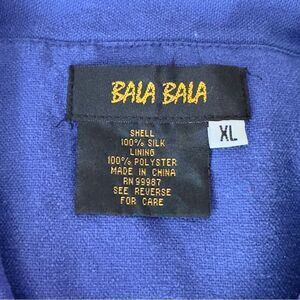 BALA BALA
XL
SHELL
100% SILK
LINING
100% POLYSTER
MADE IN CHINA
RN 99987
SEE REVERSE
FOR CARE